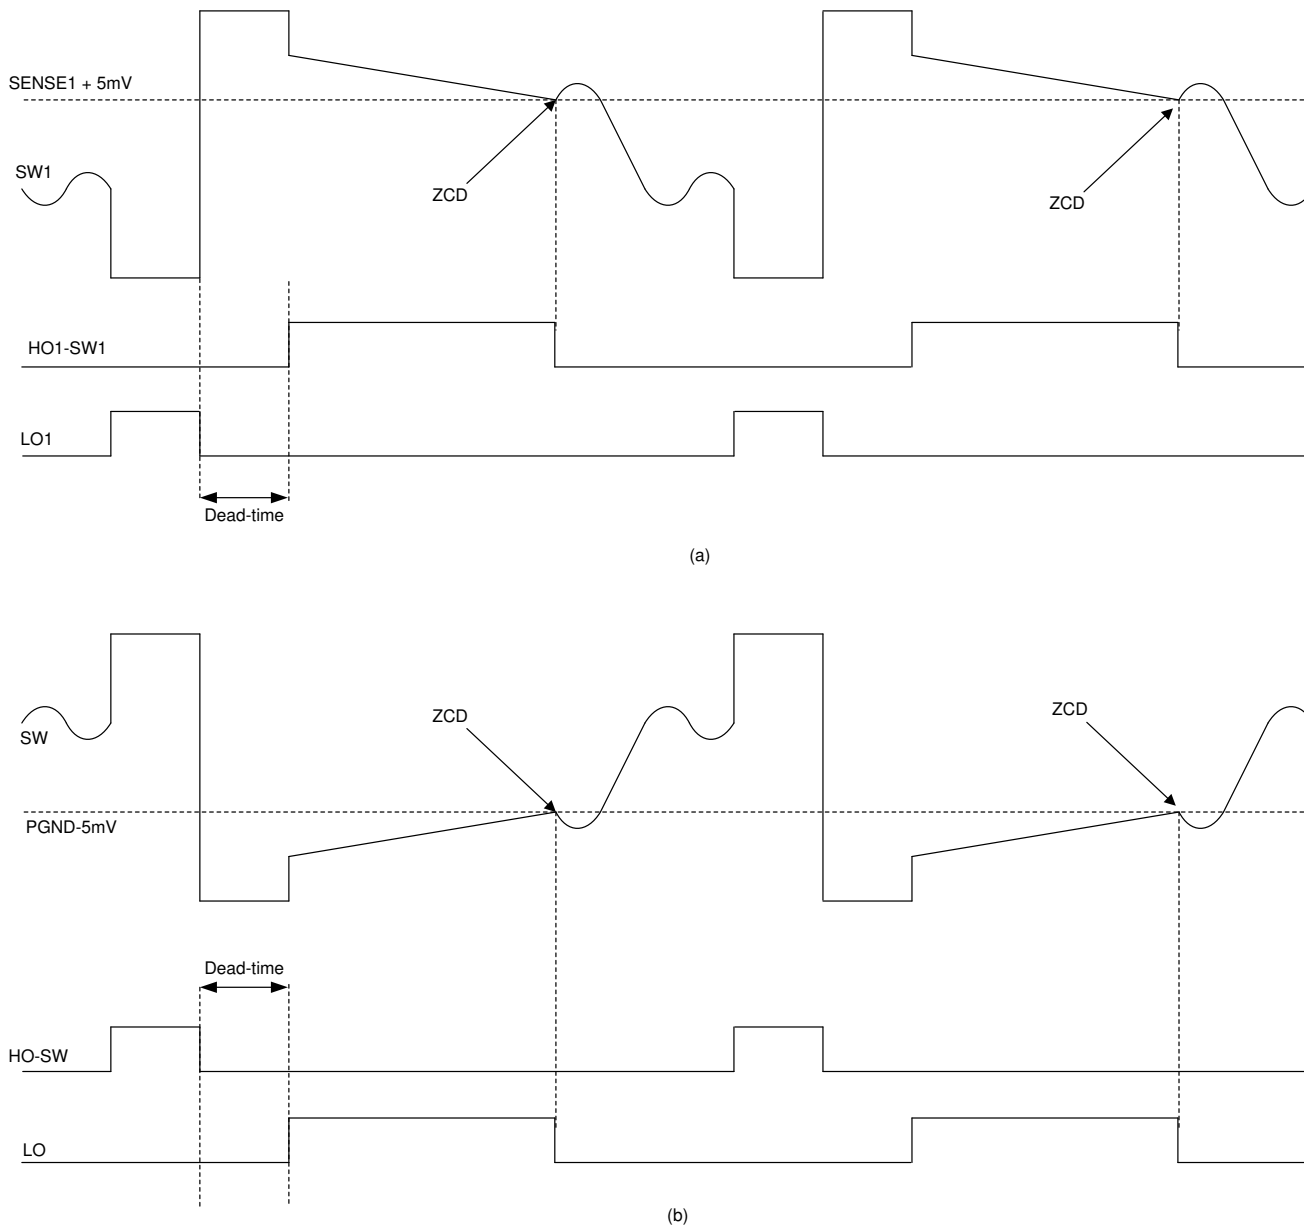 SENSE1 + 5mV
SW1
ZCD
ZCD
HO1-SW1
LO1
Dead-time
(a)
ZCD
ZCD
SW
PGND-5mV
Dead-time
HO-SW
LO
(b)